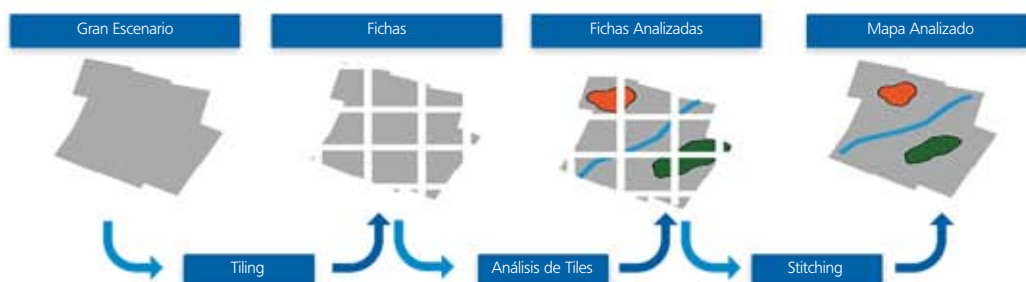 Gran Escenario
Fichas
Fichas Analizadas
Mapa Analizado
Tiling
Análisis de Tiles
Stitching